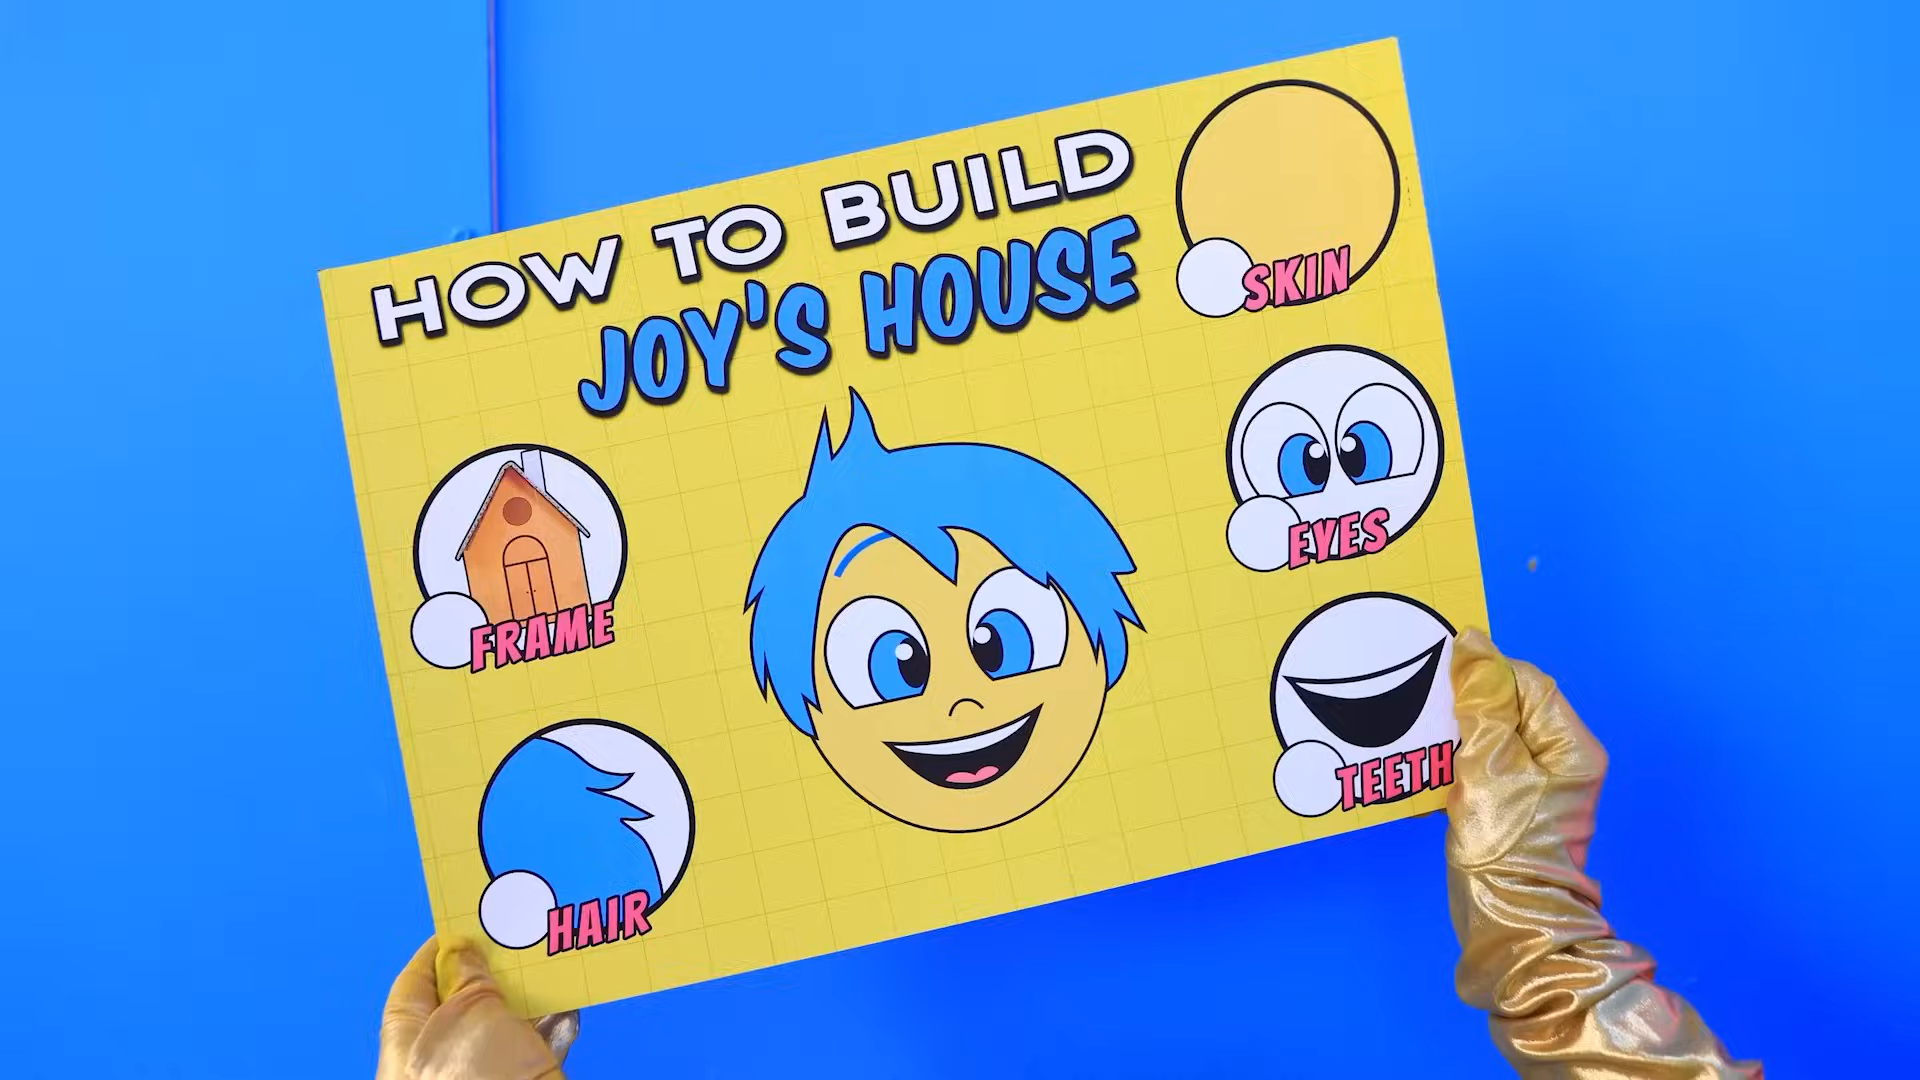 HOW TO BUILD
JOY'S HOUSE
SKIN
FRAME
EYES
HAIR
TEETH